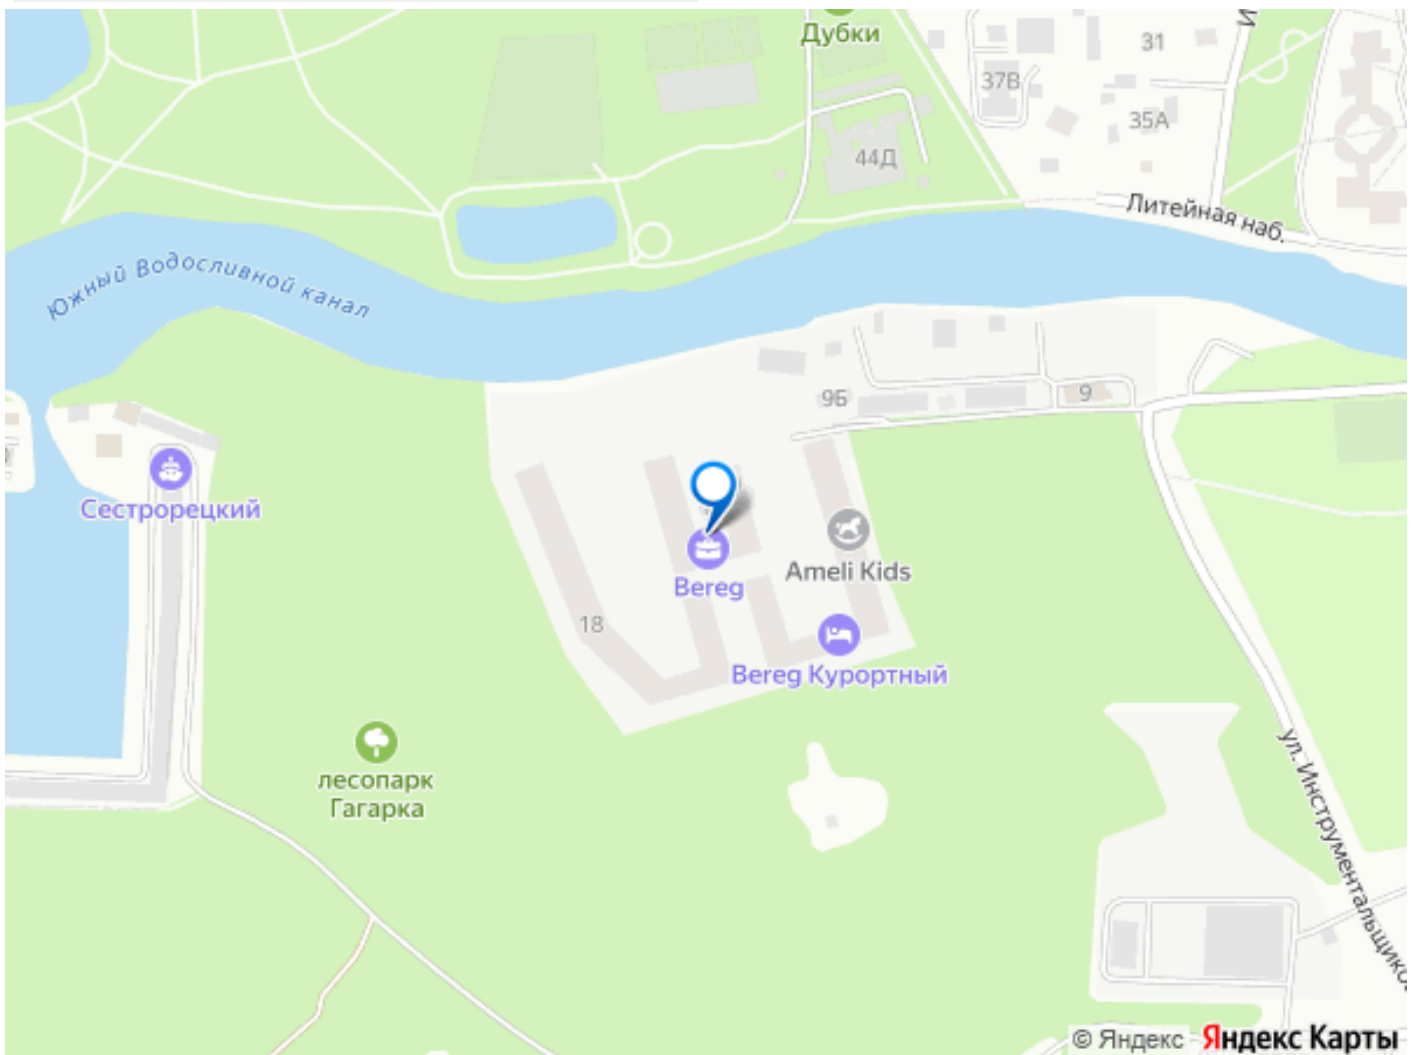 Дубки
31
37В
35А
44Д
Литейная наб.
Южный Водосливной канал
9Б
9
Сестрорецкий
Bereg
Ameli Kids
18
Bereg Курортный
лесопарк
Гагарка
ул. Инструментальщиков
© Яндекс Яндекс Карты